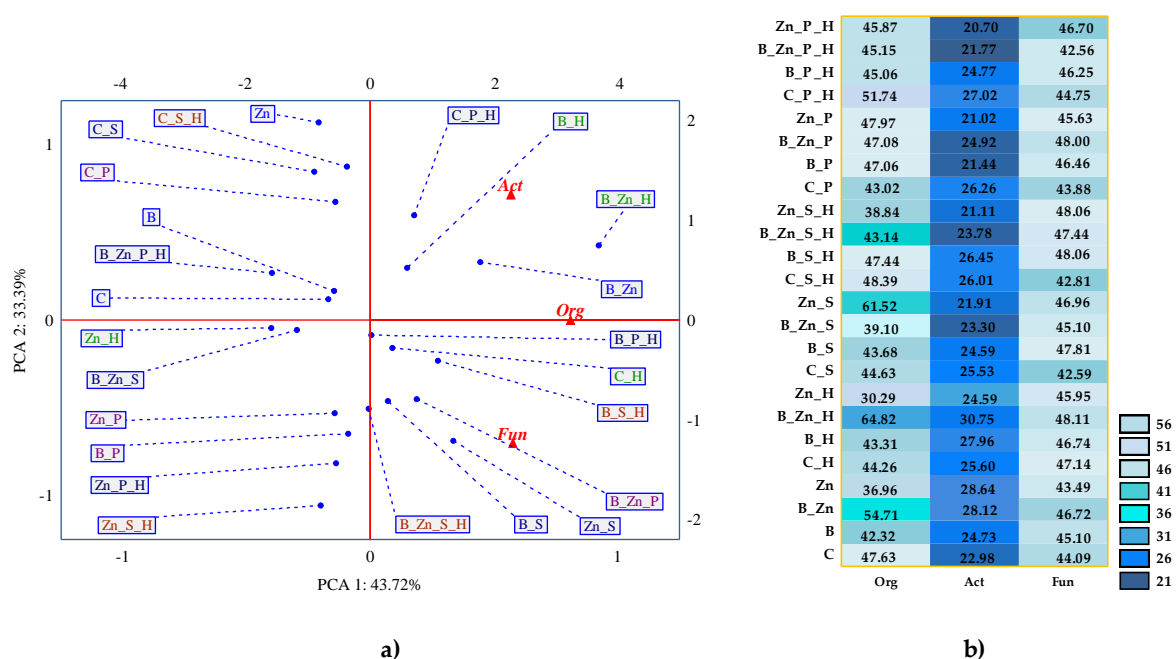 -4 -2 0 2 4
1 0 -1
2 1 0 -1 -2
-1 0 1
PCA 2: 33.39%
PCA 1: 43.72%
C_S
C_S_H
Zn
C_P_H
B_H
C_P
Act
B_Zn_H
B
B_Zn_P_H
B_Zn
C
Org
Zn_H
B_P_H
B_Zn_S
C_H
Zn_P
B_S_H
B_P
Fun
Zn_P_H
B_Zn_P
Zn_S_H
B_Zn_S_H
B_S
Zn_S
a)
Zn_P_H 45.87 20.70 46.70
B_Zn_P_H 45.15 21.77 42.56
B_P_H 45.06 24.77 46.25
C_P_H 51.74 27.02 44.75
Zn_P 47.97 21.02 45.63
B_Zn_P 47.08 24.92 48.00
B_P 47.06 21.44 46.46
C_P 43.02 26.26 43.88
Zn_S_H 38.84 21.11 48.06
B_Zn_S_H 43.14 23.78 47.44
B_S_H 47.44 26.45 48.06
C_S_H 48.39 26.01 42.81
Zn_S 61.52 21.91 46.96
B_Zn_S 39.10 23.30 45.10
B_S 43.68 24.59 47.81
C_S 44.63 25.53 42.59
Zn_H 30.29 24.59 45.95
B_Zn_H 64.82 30.75 48.11
B_H 43.31 27.96 46.74
C_H 44.26 25.60 47.14
Zn 36.96 28.64 43.49
B_Zn 54.71 28.12 46.72
B 42.32 24.73 45.10
C 47.63 22.98 44.09
Org Act Fun
56
51
46
41
36
31
26
21
b)